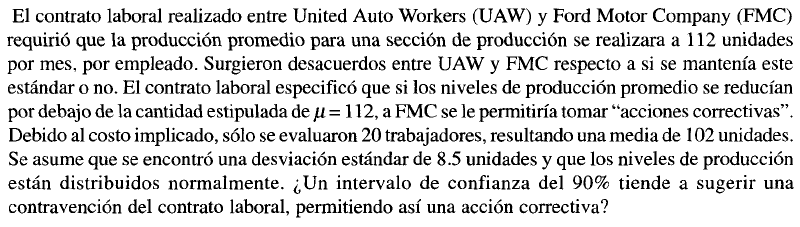 El contrato laboral realizado entre United Auto Workers (UAW) y Ford Motor Company (FMC)
requirió que la producción promedio para una sección de producción se realizara a 112 unidades
por mes, por empleado. Surgieron desacuerdos entre UAW y FMC respecto a si se mantenía este
estándar o no. El contrato laboral especificó que si los niveles de producción promedio se reducían
por debajo de la cantidad estipulada de μ = 112, a FMC se le permitiría tomar “acciones correctivas”.
Debido al costo implicado, sólo se evaluaron 20 trabajadores, resultando una media de 102 unidades.
Se asume que se encontró una desviación estándar de 8.5 unidades y que los niveles de producción
están distribuidos normalmente. ¿Un intervalo de confianza del 90% tiende a sugerir una
contravención del contrato laboral, permitiendo así una acción correctiva?